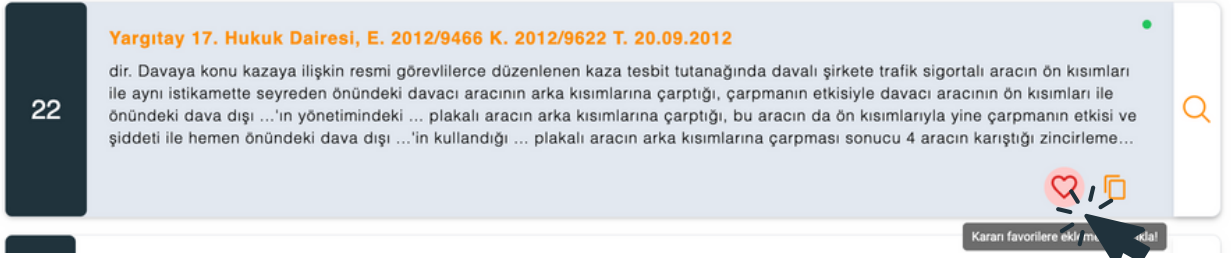 Yargıtay 17. Hukuk Dairesi, E. 2012/9466 K. 2012/9622 T. 20.09.2012
dir. Davaya konu kazaya ilişkin resmi görevlilerce düzenlenen kaza tesbit tutanağında davalı şirkete trafik sigortalı aracın ön kısımları
ile aynı istikamette seyreden önündeki davacı aracının arka kısımlarına çarptığı, çarpmanın etkisiyle davacı aracının ön kısımları ile
22
önündeki dava dışı ...'ın yönetimindeki ... plakalı aracın arka kısımlarına çarptığı, bu aracın da ön kısımlarıyla yine çarpmanın etkisi ve
şiddeti ile hemen önündeki dava dışı ...'in kullandığı ... plakalı aracın arka kısımlarına çarpması sonucu 4 aracın karıştığı zincirleme...
Kararı favorilere